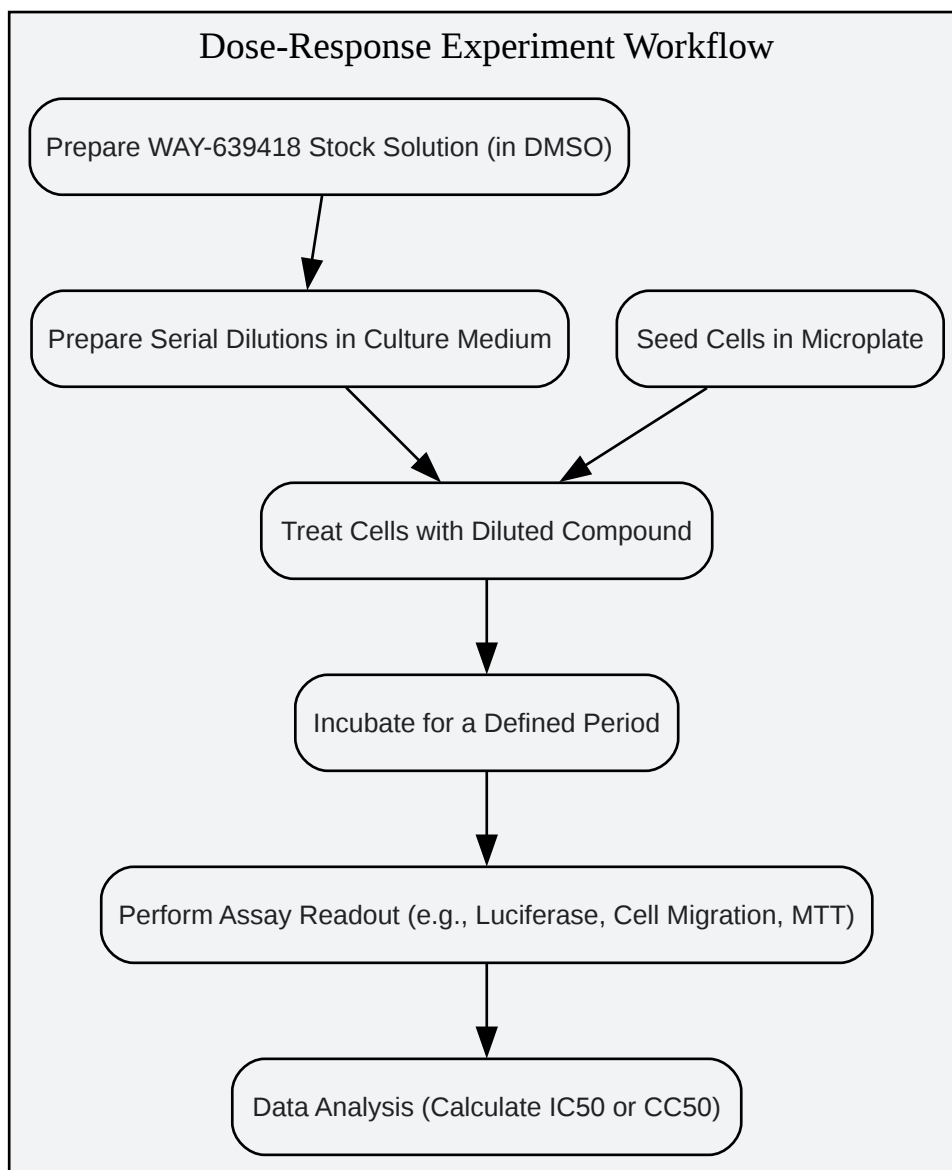 Dose-Response Experiment Workflow
Prepare WAY-639418 Stock Solution (in DMSO)
Prepare Serial Dilutions in Culture Medium
Seed Cells in Microplate
Treat Cells with Diluted Compound
Incubate for a Defined Period
Perform Assay Readout (e.g., Luciferase, Cell Migration, MTT)
Data Analysis (Calculate IC50 or CC50)